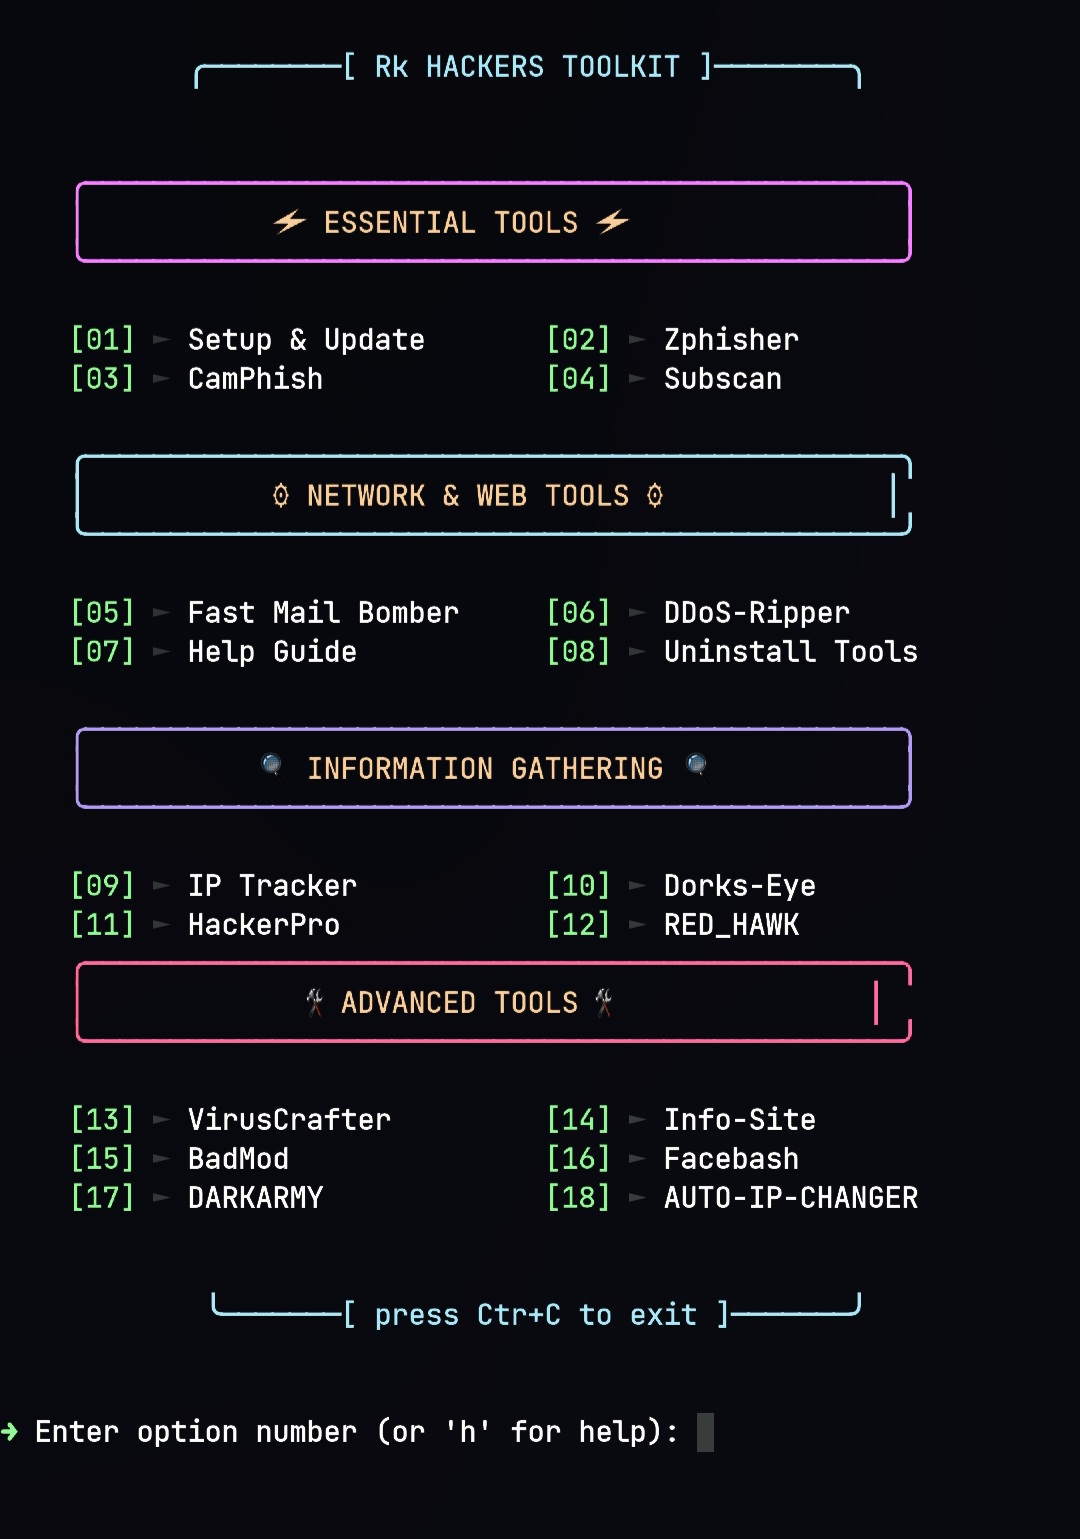 [ Rk HACKERS TOOLKIT ]
⚡ ESSENTIAL TOOLS ⚡
[01] ► Setup & Update [02] ► Zphisher
[03] ► CamPhish [04] ► Subscan
⚙ NETWORK & WEB TOOLS ⚙
[05] ► Fast Mail Bomber [06] ► DDoS-Ripper
[07] ► Help Guide [08] ► Uninstall Tools
🔍 INFORMATION GATHERING 🔍
[09] ► IP Tracker [10] ► Dorks-Eye
[11] ► HackerPro [12] ► RED_HAWK
🛠 ADVANCED TOOLS 🛠
[13] ► VirusCrafter [14] ► Info-Site
[15] ► BadMod [16] ► Facebash
[17] ► DARKARMY [18] ► AUTO-IP-CHANGER
[ press Ctr+C to exit ]
➜ Enter option number (or 'h' for help):